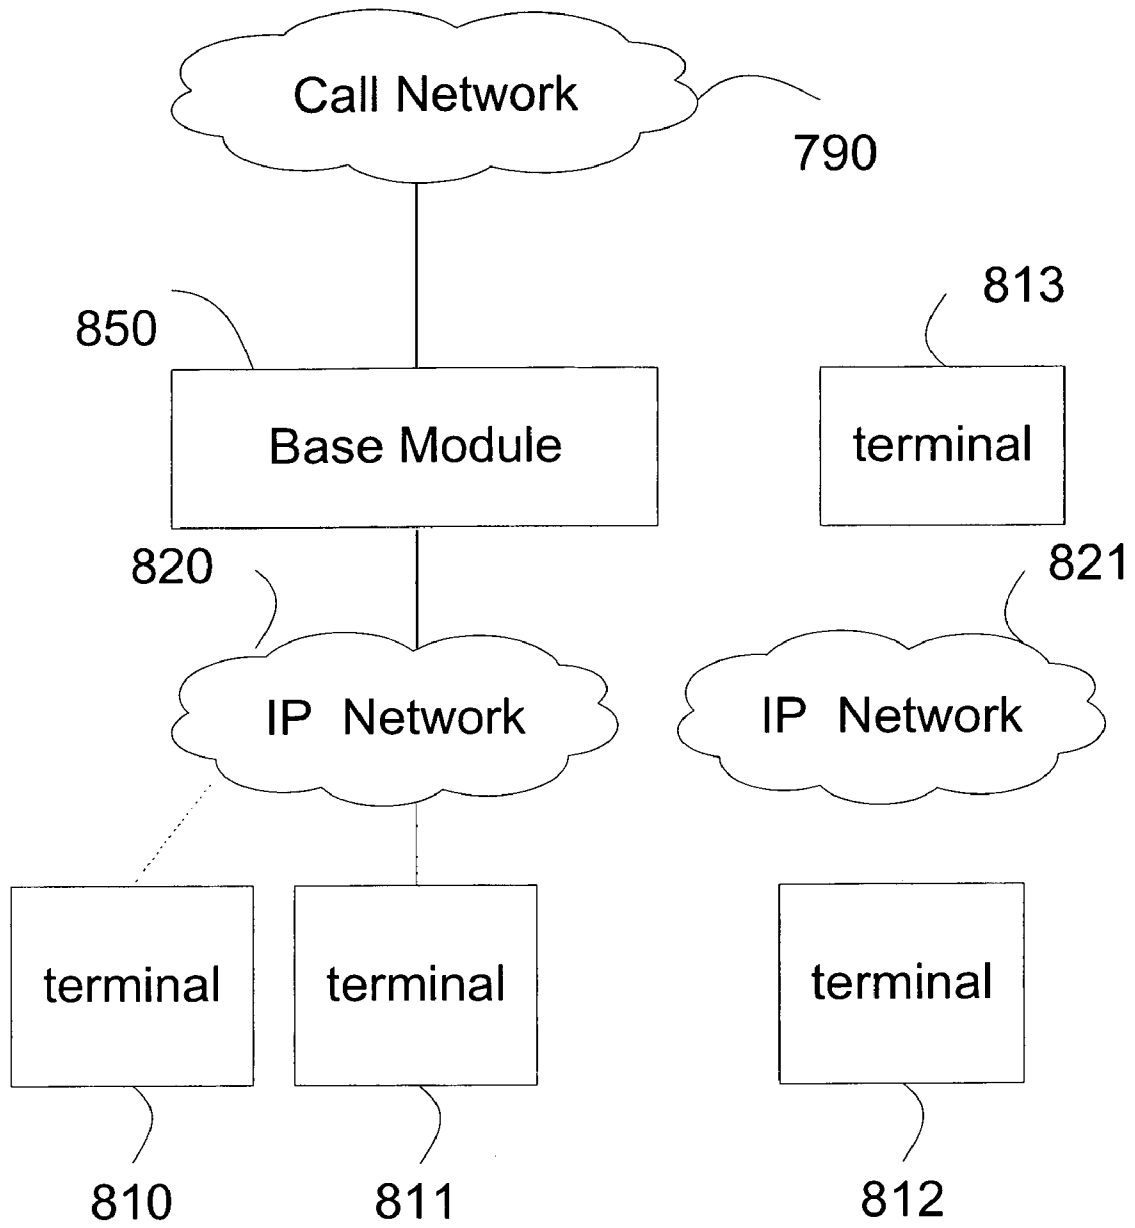 Call Network
790
813
850
Base Module
terminal
820
821
IP Network
IP Network
terminal
terminal
terminal
810
811
812